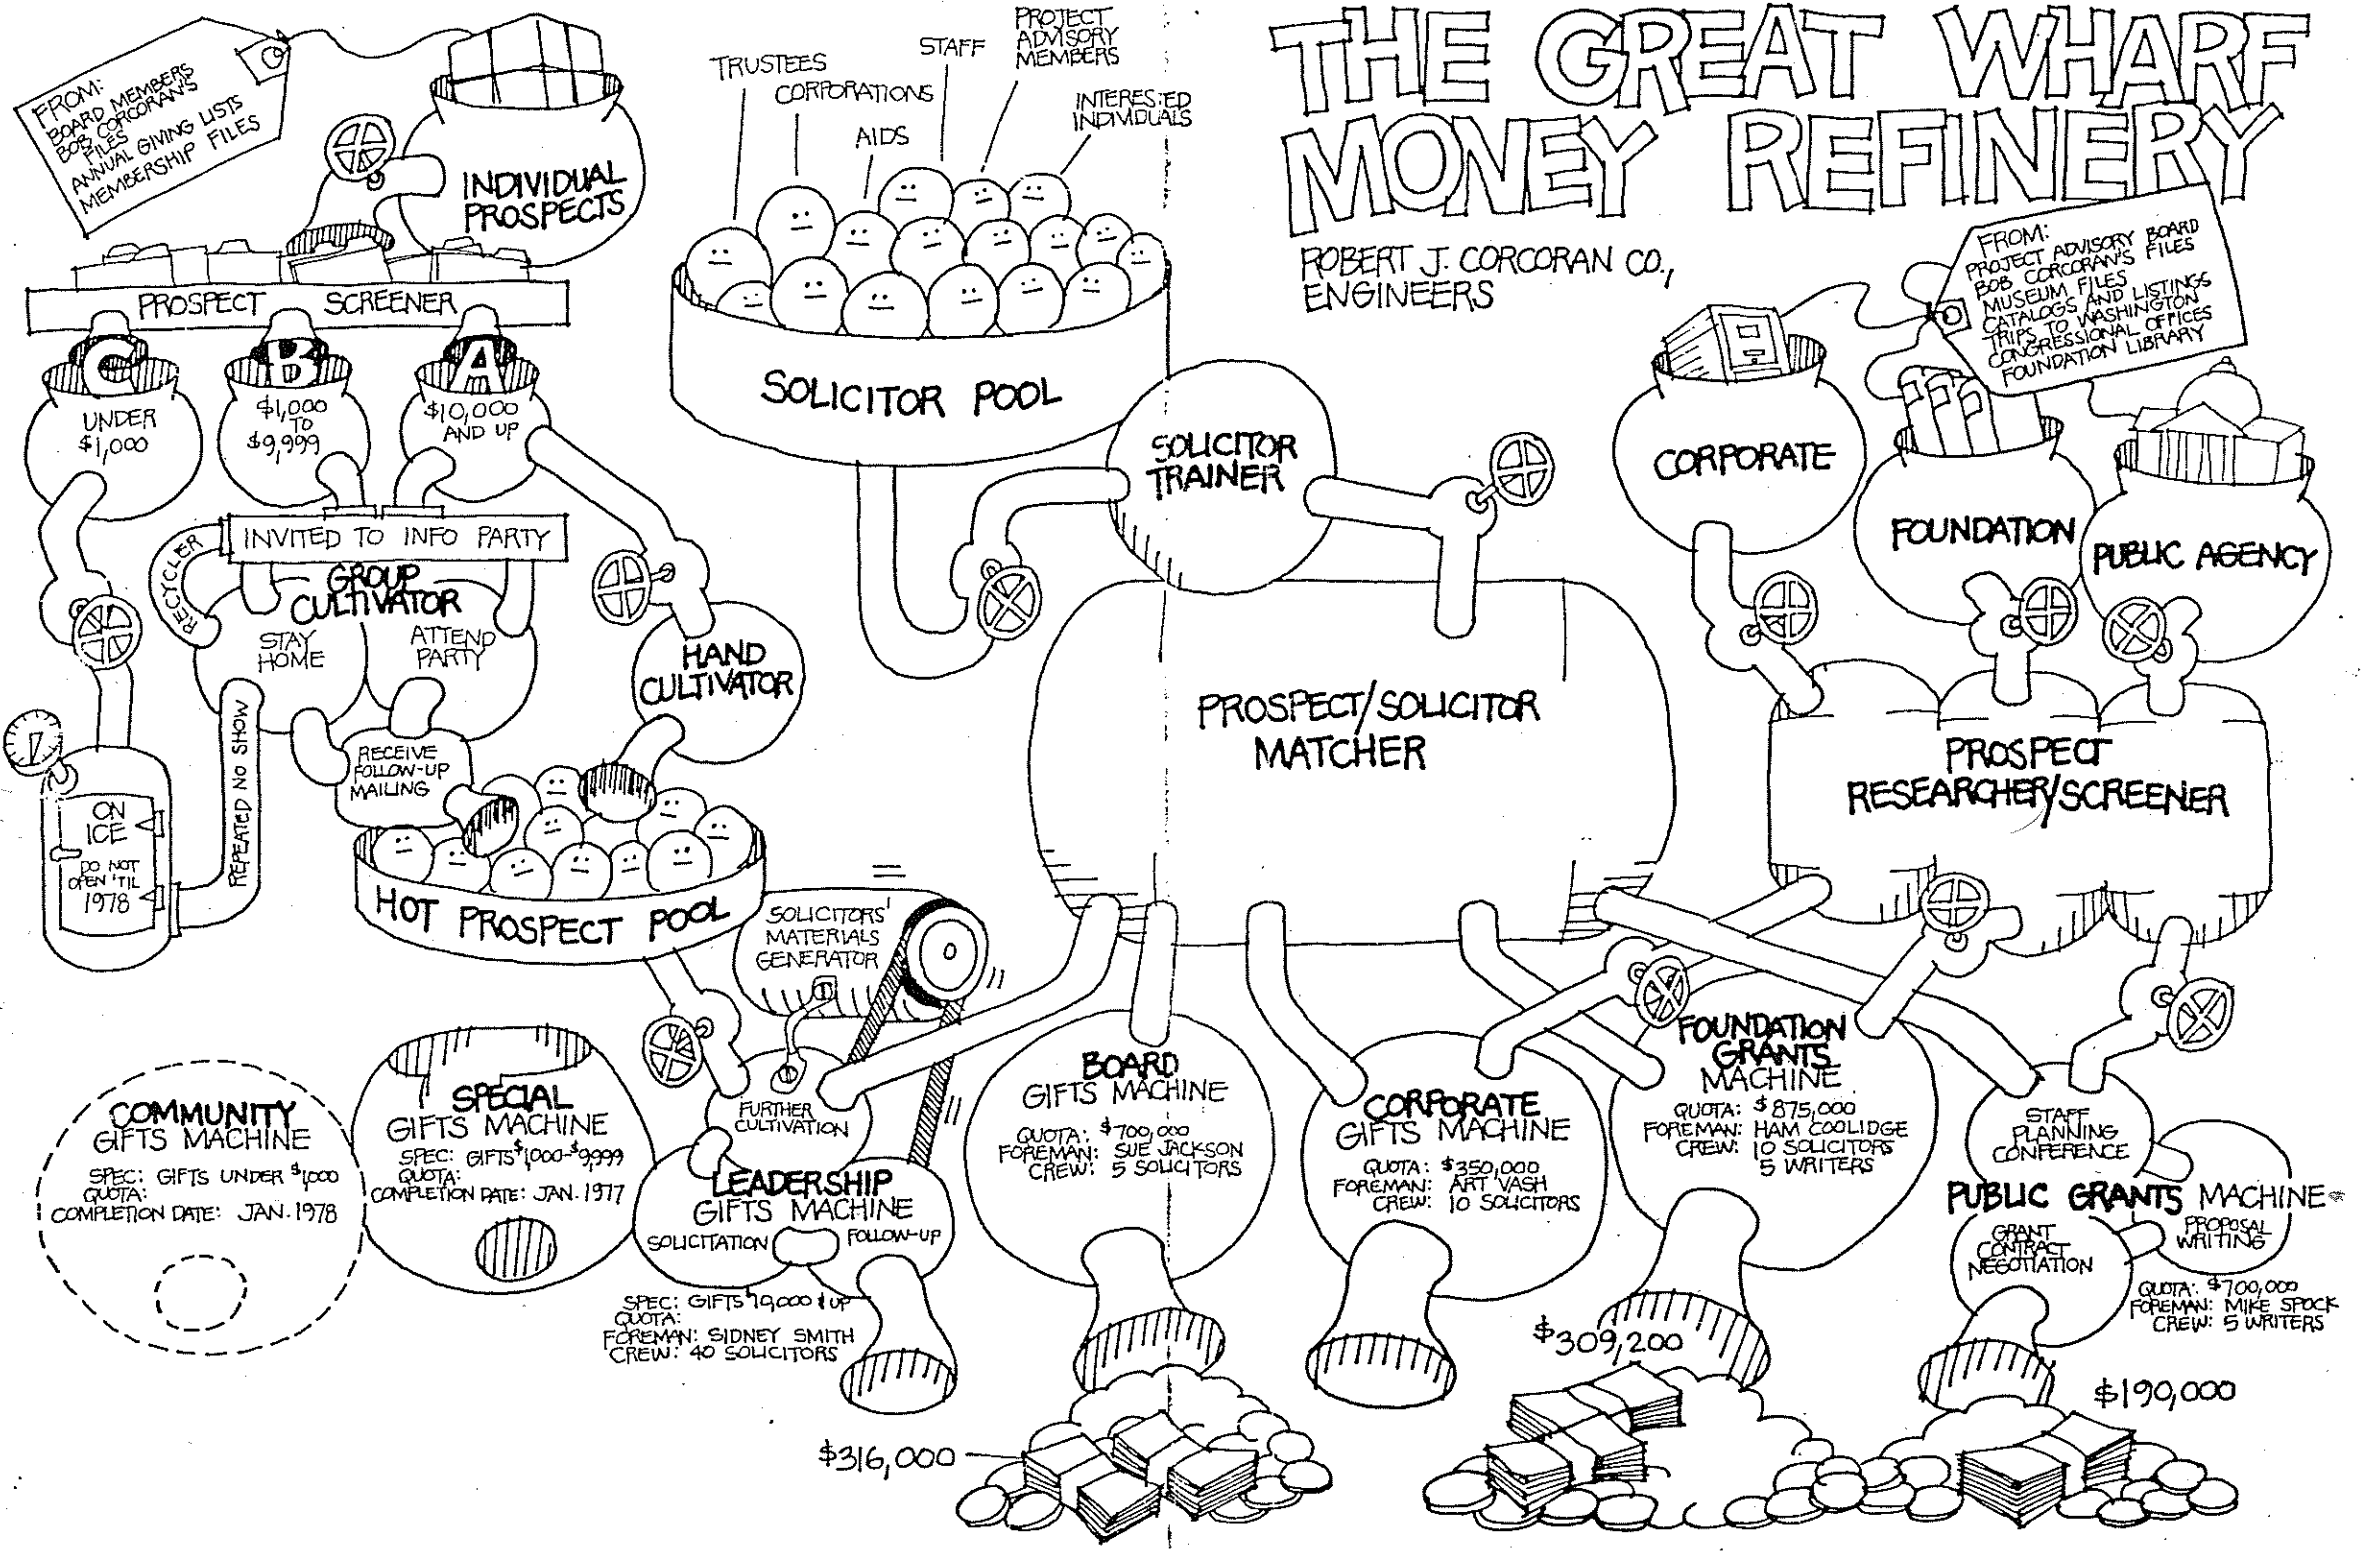 THE GREAT WHARF
MONEY REFINERY
ROBERT J. CORCORAN CO.,
ENGINEERS
FROM:
BOARD MEMBERS
BOB CORCORAN'S
FILES
ANNUAL GIVING LISTS
MEMBERSHIP FILES
INDIVIDUAL
PROSPECTS
PROSPECT SCREENER
C
UNDER
$1,000
B
$1,000
TO
$9,999
A
$10,000
AND UP
INVITED TO INFO PARTY
RECYCLER
GROUP
CULTIVATOR
STAY
HOME
ATTEND
PARTY
HAND
CULTIVATOR
REPEATED NO SHOW
RECEIVE
FOLLOW-UP
MAILING
ON
ICE
DO NOT
OPEN 'TIL
1978
HOT PROSPECT POOL
TRUSTEES
CORPORATIONS
AIDS
STAFF
PROJECT
ADVISORY
MEMBERS
INTERESTED
INDIVIDUALS
SOLICITOR POOL
SOLICITOR
TRAINER
PROSPECT/SOLICITOR
MATCHER
FROM:
PROJECT ADVISORY BOARD
BOB CORCORAN'S FILES
MUSEUM FILES
CATALOGS AND LISTINGS
TRIPS TO WASHINGTON
CONGRESSIONAL OFFICES
FOUNDATION LIBRARY
CORPORATE
FOUNDATION
PUBLIC AGENCY
PROSPECT
RESEARCHER/SCREENER
SOLICITORS'
MATERIALS
GENERATOR
COMMUNITY
GIFTS MACHINE
SPEC: GIFTS UNDER $1,000
QUOTA:
COMPLETION DATE: JAN. 1978
SPECIAL
GIFTS MACHINE
SPEC: GIFTS $1,000-$9,999
QUOTA:
COMPLETION DATE: JAN. 1977
FURTHER
CULTIVATION
LEADERSHIP
GIFTS MACHINE
SOLICITATION
FOLLOW-UP
SPEC: GIFTS $10,000 & UP
QUOTA:
FOREMAN: SIDNEY SMITH
CREW: 40 SOLICITORS
BOARD
GIFTS MACHINE
QUOTA: $700,000
FOREMAN: SUE JACKSON
CREW: 5 SOLICITORS
$316,000
CORPORATE
GIFTS MACHINE
QUOTA: $350,000
FOREMAN: ART VASH
CREW: 10 SOLICITORS
FOUNDATION
GRANTS
MACHINE
QUOTA: $875,000
FOREMAN: HAM COOLIDGE
CREW: 10 SOLICITORS
5 WRITERS
$309,200
STAFF
PLANNING
CONFERENCE
PUBLIC GRANTS MACHINE
PROPOSAL
WRITING
GRANT
CONTRACT
NEGOTIATION
QUOTA: $700,000
FOREMAN: MIKE SPOCK
CREW: 5 WRITERS
$190,000